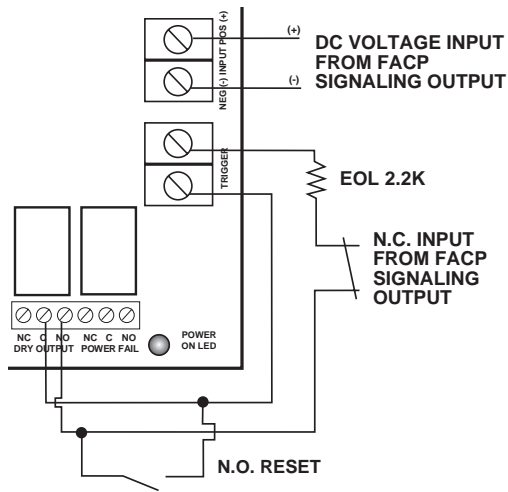 NEG (-) INPUT POS (+)
(+)
(-)
DC VOLTAGE INPUT
FROM FACP
SIGNALING OUTPUT
TRIGGER
EOL 2.2K
N.C. INPUT
FROM FACP
SIGNALING
OUTPUT
NC C NO NC C NO
DRY OUTPUT POWER FAIL
POWER
ON LED
N.O. RESET